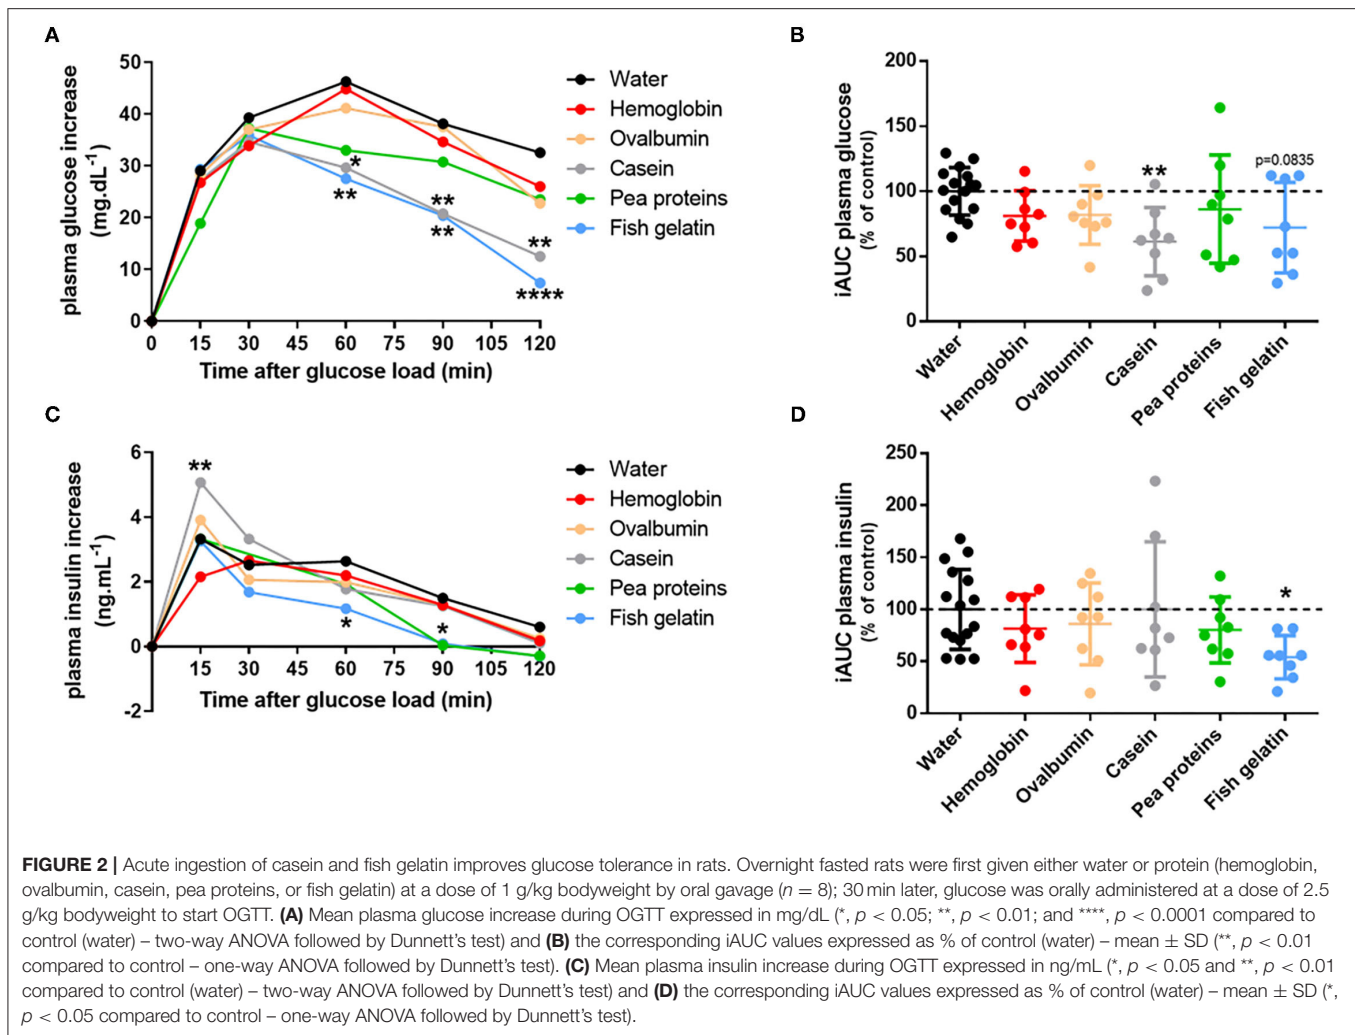 A
plasma glucose increase
(mg.dL-1)
50
40
30
20
10
0
0 15 30 45 60 75 90 105 120
Time after glucose load (min)
*
**
**
**
**
****
Water
Hemoglobin
Ovalbumin
Casein
Pea proteins
Fish gelatin
B
iAUC plasma glucose
(% of control)
200
150
100
50
0
**
p=0.0835
Water
Hemoglobin
Ovalbumin
Casein
Pea proteins
Fish gelatin
C
plasma insulin increase
(ng.mL-1)
6
4
2
0
-2
15 30 45 60 75 90 105 120
Time after glucose load (min)
**
*
*
Water
Hemoglobin
Ovalbumin
Casein
Pea proteins
Fish gelatin
D
iAUC plasma insulin
(% of control)
250
200
150
100
50
0
*
Water
Hemoglobin
Ovalbumin
Casein
Pea proteins
Fish gelatin
FIGURE 2 | Acute ingestion of casein and fish gelatin improves glucose tolerance in rats. Overnight fasted rats were first given either water or protein (hemoglobin,
ovalbumin, casein, pea proteins, or fish gelatin) at a dose of 1 g/kg bodyweight by oral gavage (n = 8); 30 min later, glucose was orally administered at a dose of 2.5
g/kg bodyweight to start OGTT. (A) Mean plasma glucose increase during OGTT expressed in mg/dL (*, p < 0.05; **, p < 0.01; and ****, p < 0.0001 compared to
control (water) – two-way ANOVA followed by Dunnett's test) and (B) the corresponding iAUC values expressed as % of control (water) – mean ± SD (**, p < 0.01
compared to control – one-way ANOVA followed by Dunnett's test). (C) Mean plasma insulin increase during OGTT expressed in ng/mL (*, p < 0.05 and **, p < 0.01
compared to control (water) – two-way ANOVA followed by Dunnett's test) and (D) the corresponding iAUC values expressed as % of control (water) – mean ± SD (*,
p < 0.05 compared to control – one-way ANOVA followed by Dunnett's test).